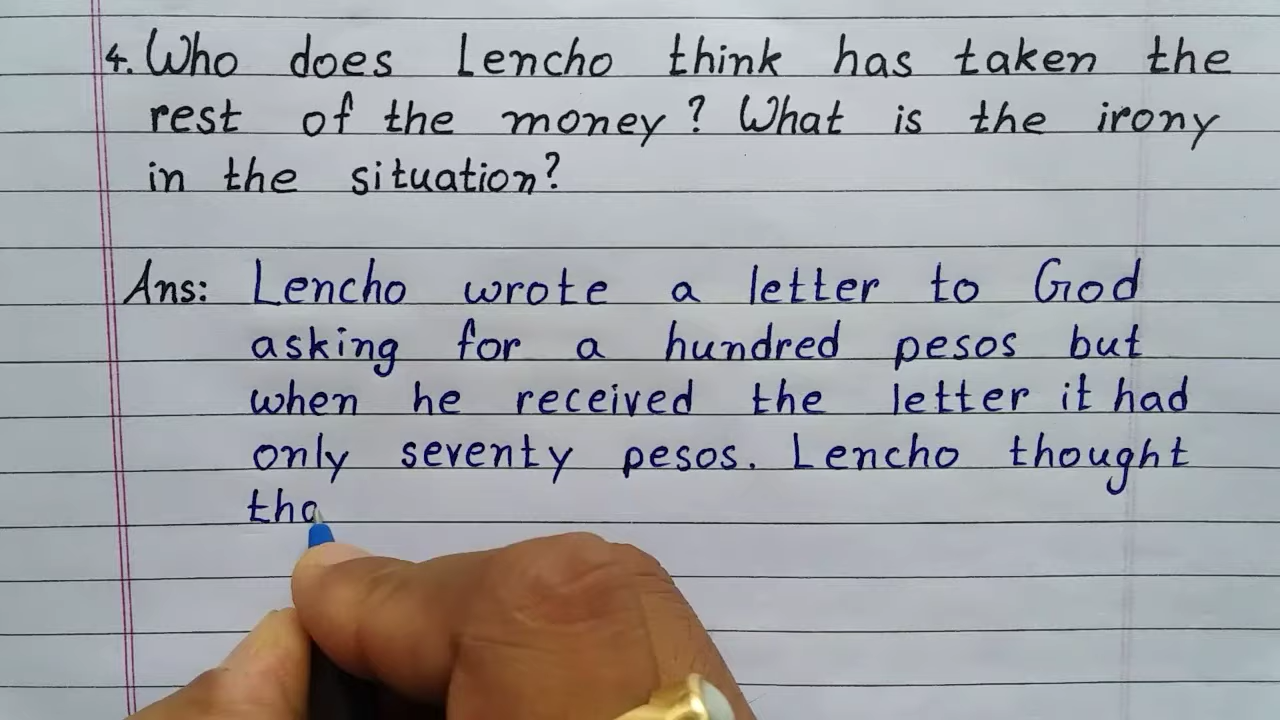 4. Who does Lencho think has taken the
rest of the money? What is the irony
in the situation?
Ans: Lencho wrote a letter to God
asking for a hundred pesos but
when he received the letter it had
only seventy pesos. Lencho thought